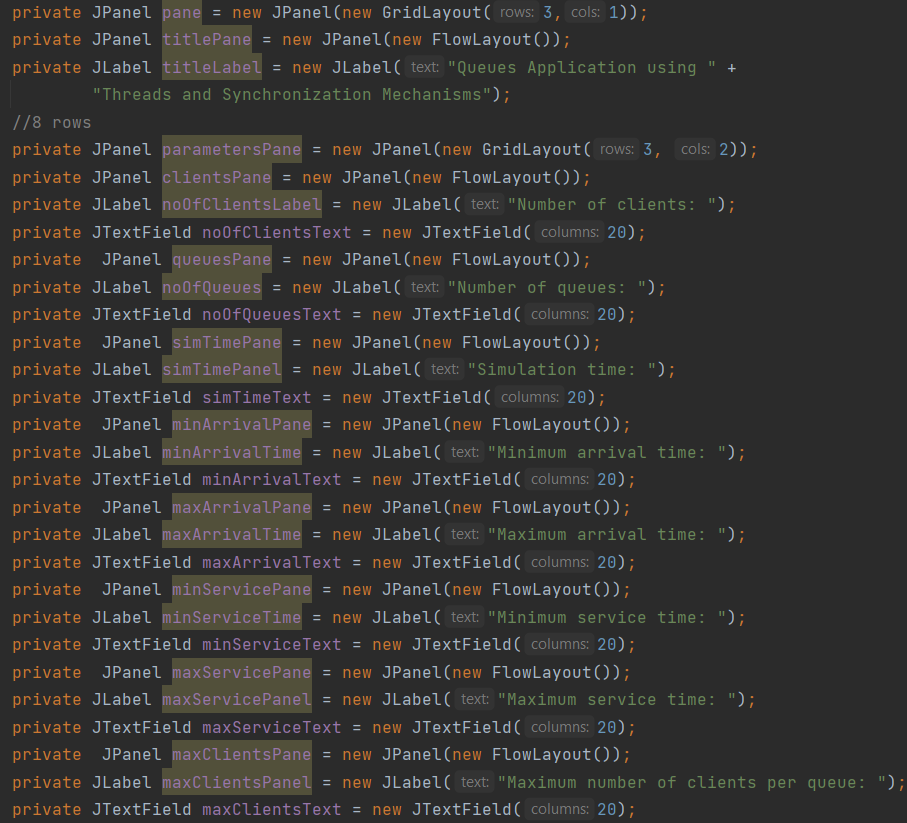 private JPanel pane = new JPanel(new GridLayout( rows: 3, cols: 1));
private JPanel titlePane = new JPanel(new FlowLayout());
private JLabel titleLabel = new JLabel( text: "Queues Application using " +
        "Threads and Synchronization Mechanisms");
//8 rows
private JPanel parametersPane = new JPanel(new GridLayout( rows: 3, cols: 2));
private JPanel clientsPane = new JPanel(new FlowLayout());
private JLabel noOfClientsLabel = new JLabel( text: "Number of clients: ");
private JTextField noOfClientsText = new JTextField( columns: 20);
private  JPanel queuesPane = new JPanel(new FlowLayout());
private JLabel noOfQueues = new JLabel( text: "Number of queues: ");
private JTextField noOfQueuesText = new JTextField( columns: 20);
private  JPanel simTimePane = new JPanel(new FlowLayout());
private JLabel simTimePanel = new JLabel( text: "Simulation time: ");
private JTextField simTimeText = new JTextField( columns: 20);
private  JPanel minArrivalPane = new JPanel(new FlowLayout());
private JLabel minArrivalTime = new JLabel( text: "Minimum arrival time: ");
private JTextField minArrivalText = new JTextField( columns: 20);
private  JPanel maxArrivalPane = new JPanel(new FlowLayout());
private JLabel maxArrivalTime = new JLabel( text: "Maximum arrival time: ");
private JTextField maxArrivalText = new JTextField( columns: 20);
private  JPanel minServicePane = new JPanel(new FlowLayout());
private JLabel minServiceTime = new JLabel( text: "Minimum service time: ");
private JTextField minServiceText = new JTextField( columns: 20);
private  JPanel maxServicePane = new JPanel(new FlowLayout());
private JLabel maxServicePanel = new JLabel( text: "Maximum service time: ");
private JTextField maxServiceText = new JTextField( columns: 20);
private  JPanel maxClientsPane = new JPanel(new FlowLayout());
private JLabel maxClientsPanel = new JLabel( text: "Maximum number of clients per queue: ");
private JTextField maxClientsText = new JTextField( columns: 20);